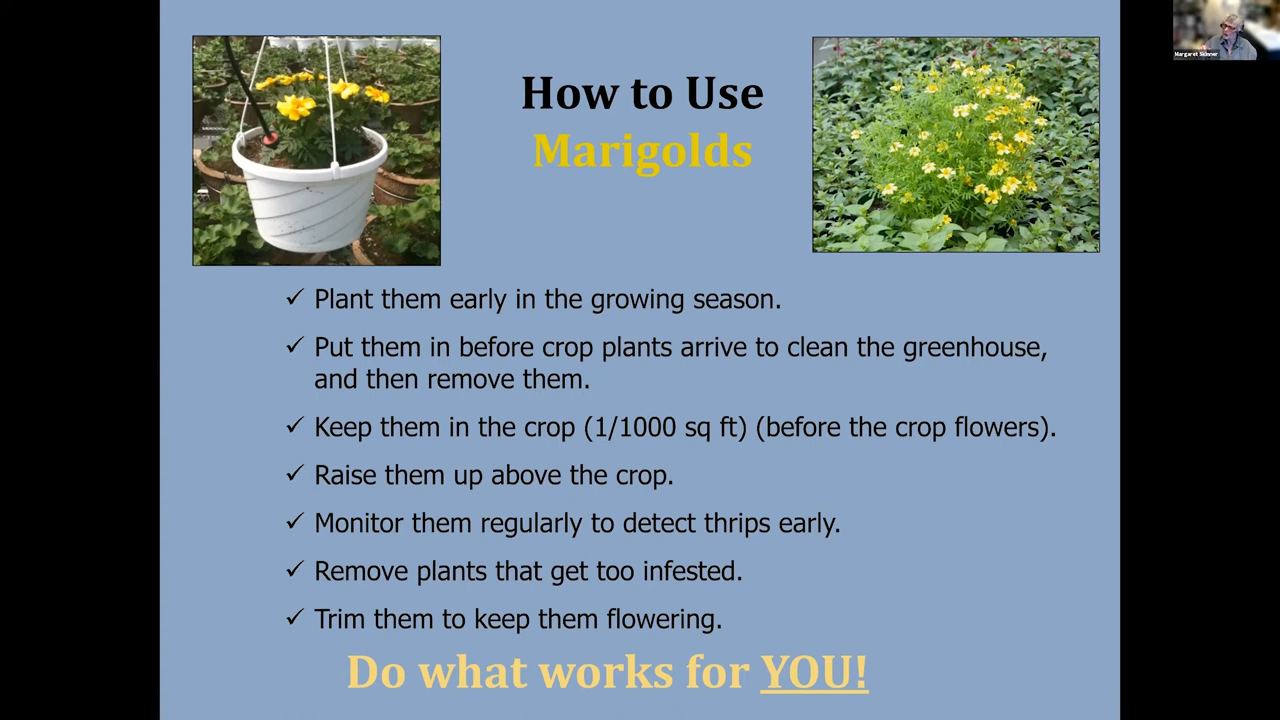 How to Use
Marigolds
Margaret Skinner
✓ Plant them early in the growing season.
✓ Put them in before crop plants arrive to clean the greenhouse,
and then remove them.
✓ Keep them in the crop (1/1000 sq ft) (before the crop flowers).
✓ Raise them up above the crop.
✓ Monitor them regularly to detect thrips early.
✓ Remove plants that get too infested.
✓ Trim them to keep them flowering.
Do what works for YOU!